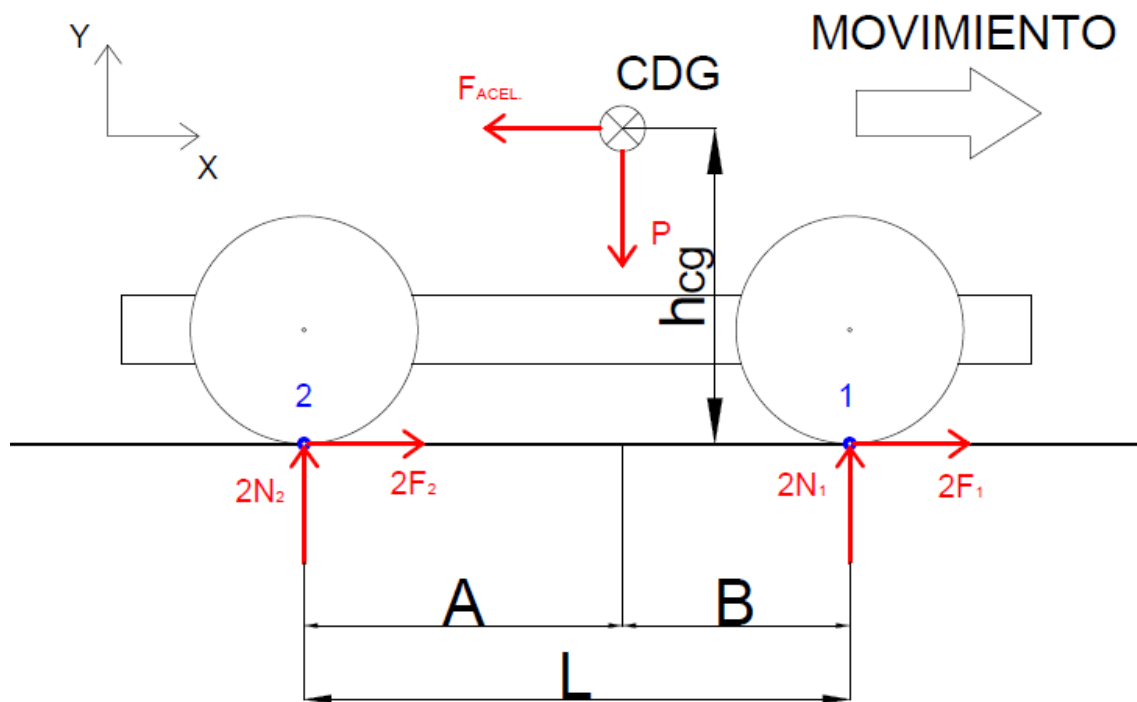 MOVIMIENTO
Y
CDG
FACEL.
X
P
hcg
2
1
2N₂
2F₂
2N₁
2F₁
A
B
L